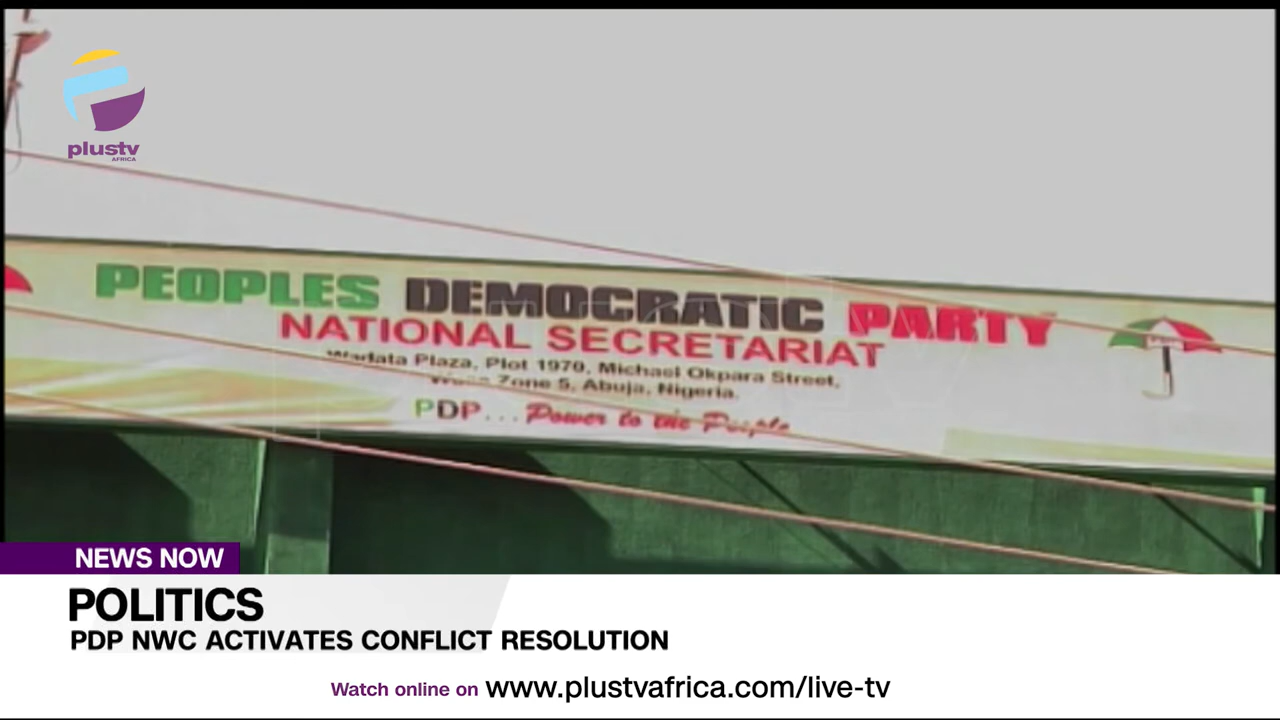 plustv
AFRICA
PEOPLES DEMOCRATIC PARTY
NATIONAL SECRETARIAT
Wadata Plaza, Plot 1970, Michael Okpara Street,
Wuse Zone 5, Abuja, Nigeria.
PDP... Power to the People
NEWS NOW
POLITICS
PDP NWC ACTIVATES CONFLICT RESOLUTION
Watch online on www.plustvafrica.com/live-tv